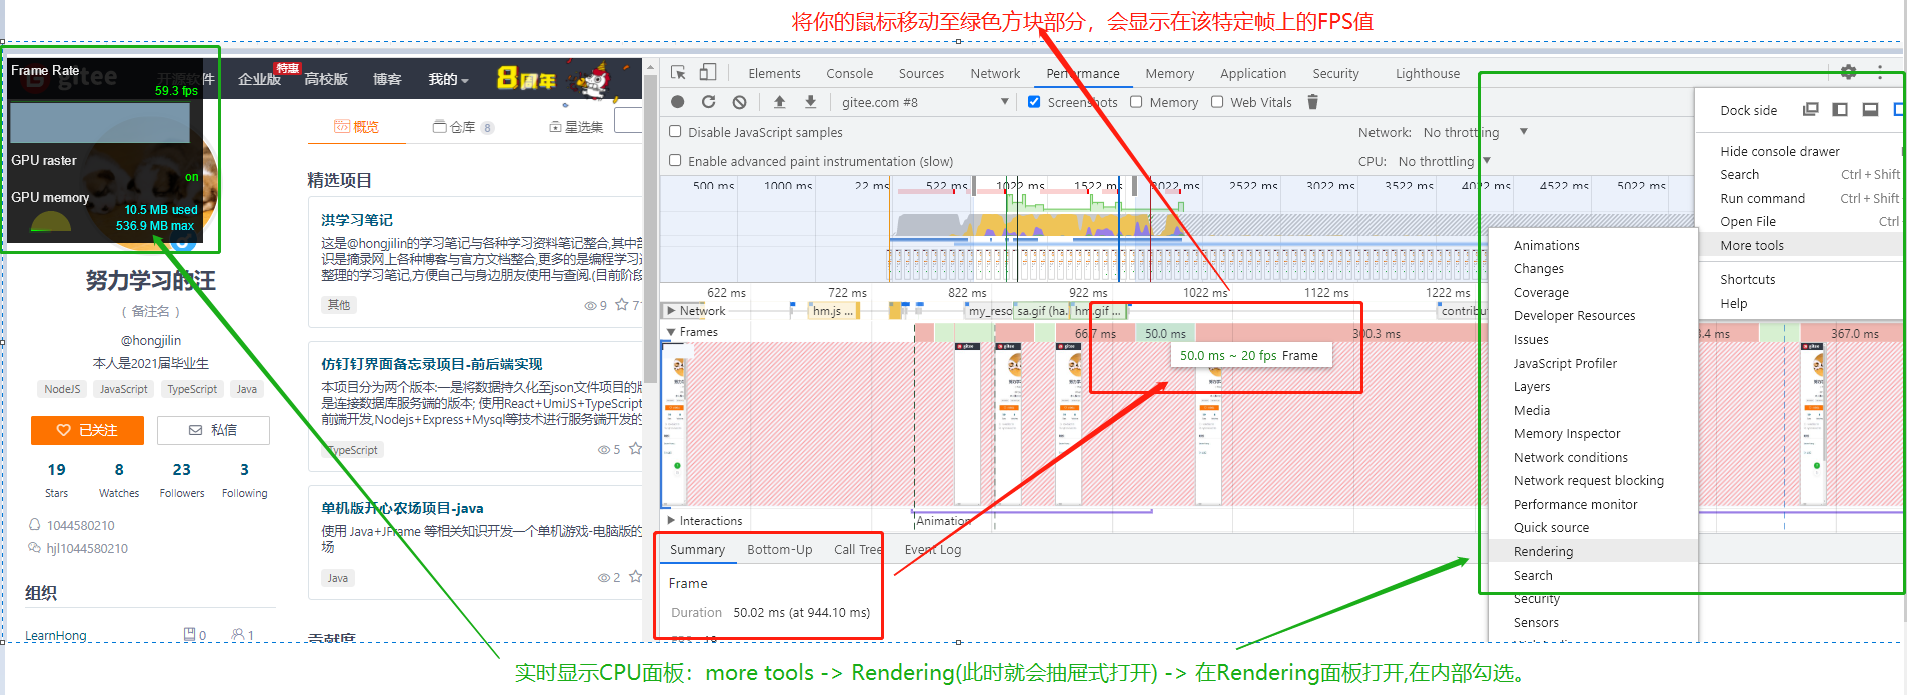 将你的鼠标移动至绿色方块部分，会显示在该特定帧上的FPS值
Frame Rate
59.3 fps
GPU raster
on
GPU memory
10.5 MB used
536.9 MB max
gitee
开源软件
企业版
特惠
高校版
博客
我的
8周年
概览
仓库 8
星选集
努力学习的汪
( 备注名 )
@hongjilin
本人是2021届毕业生
NodeJS JavaScript TypeScript Java
已关注
私信
19 8 23 3
Stars Watches Followers Following
1044580210
hjl1044580210
组织
LearnHong
0 1
精选项目
洪学习笔记
这是@hongjilin的学习笔记与各种学习资料笔记整合,其中部
识是摘录网上各种博客与官方文档整合,更多的是编程学习过
整理的学习笔记,方便自己与身边朋友使用与查阅.(目前阶段
其他
9
仿钉钉界面备忘录项目-前后端实现
本项目分为两个版本:一是将数据持久化至json文件项目的版
是连接数据库服务端的版本; 使用React+UmiJS+TypeScript
前端开发,Nodejs+Express+Mysql等技术进行服务端开发的
TypeScript
5
单机版开心农场项目-java
使用 Java+JFrame 等相关知识开发一个单机游戏-电脑版的
场
Java
2
贡献度
Elements Console Sources Network Performance Memory Application Security Lighthouse
gitee.com #8
Screenshots Memory Web Vitals
Disable JavaScript samples
Network: No throttling
Enable advanced paint instrumentation (slow)
CPU: No throttling
500 ms 1000 ms 22 ms 522 ms 1022 ms 1522 ms 2022 ms 2522 ms 3022 ms 3522 ms 4022 ms 4522 ms 5022 ms
622 ms 722 ms 822 ms 922 ms 1022 ms 1122 ms 1222 ms
Network
hm.js ...
my_reso
sa.gif (ha.
hm.gif ...
contribu
Frames
66.7 ms
50.0 ms
300.3 ms
3.4 ms
367.0 ms
50.0 ms ~ 20 fps Frame
Interactions
Animation
Summary Bottom-Up Call Tree Event Log
Frame
Duration 50.02 ms (at 944.10 ms)
Dock side
Hide console drawer
Search Ctrl + Shift
Run command Ctrl + Shift
Open File Ctrl
More tools
Shortcuts
Help
Animations
Changes
Coverage
Developer Resources
Issues
JavaScript Profiler
Layers
Media
Memory Inspector
Network conditions
Network request blocking
Performance monitor
Quick source
Rendering
Search
Security
Sensors
实时显示CPU面板：more tools -> Rendering(此时就会抽屉式打开) -> 在Rendering面板打开,在内部勾选。